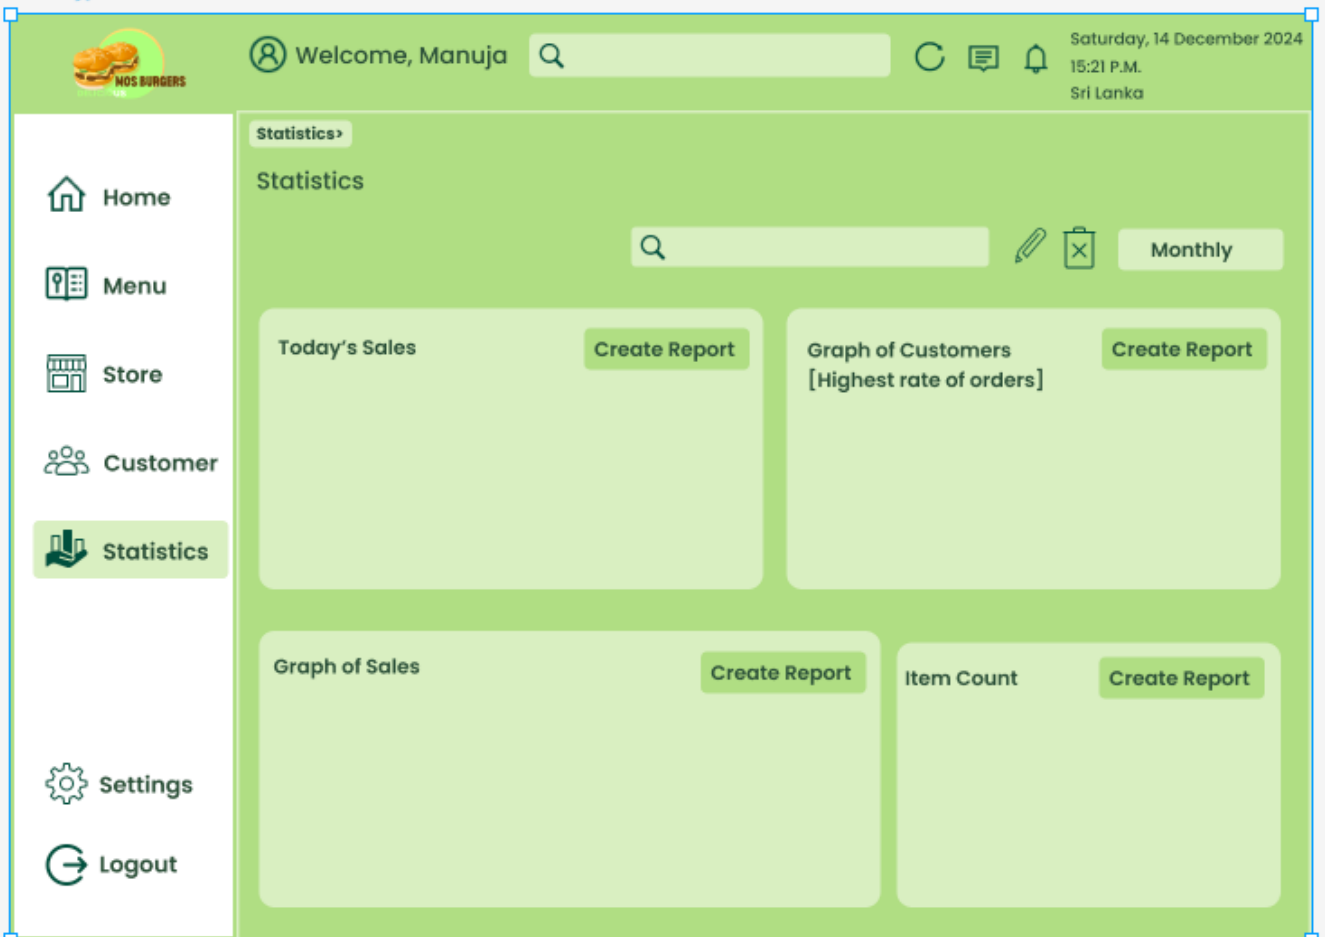 MOS BURGERS
Welcome, Manuja
Saturday, 14 December 2024
15:21 P.M.
Sri Lanka
Statistics>
Statistics
Home
Menu
Store
Customer
Statistics
Settings
Logout
Monthly
Today's Sales
Create Report
Graph of Customers
[Highest rate of orders]
Create Report
Graph of Sales
Create Report
Item Count
Create Report